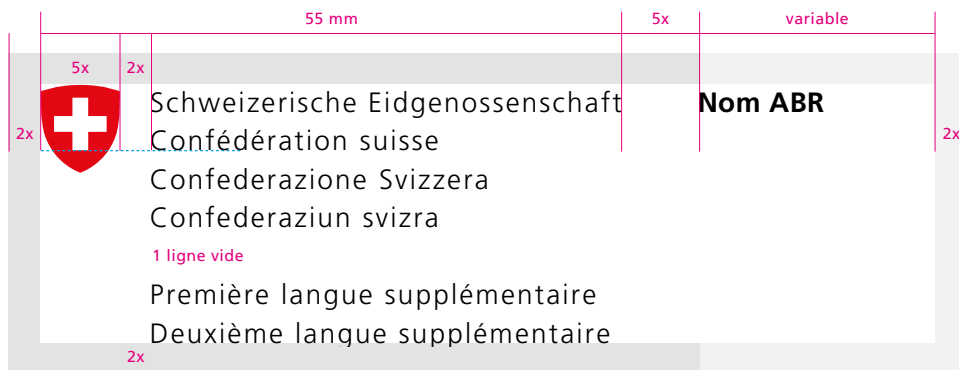 55 mm 5x variable
5x 2x
Schweizerische Eidgenossenschaft Nom ABR
2x Confédération suisse 2x
Confederazione Svizzera
Confederaziun svizra
1 ligne vide
Première langue supplémentaire
Deuxième langue supplémentaire
2x